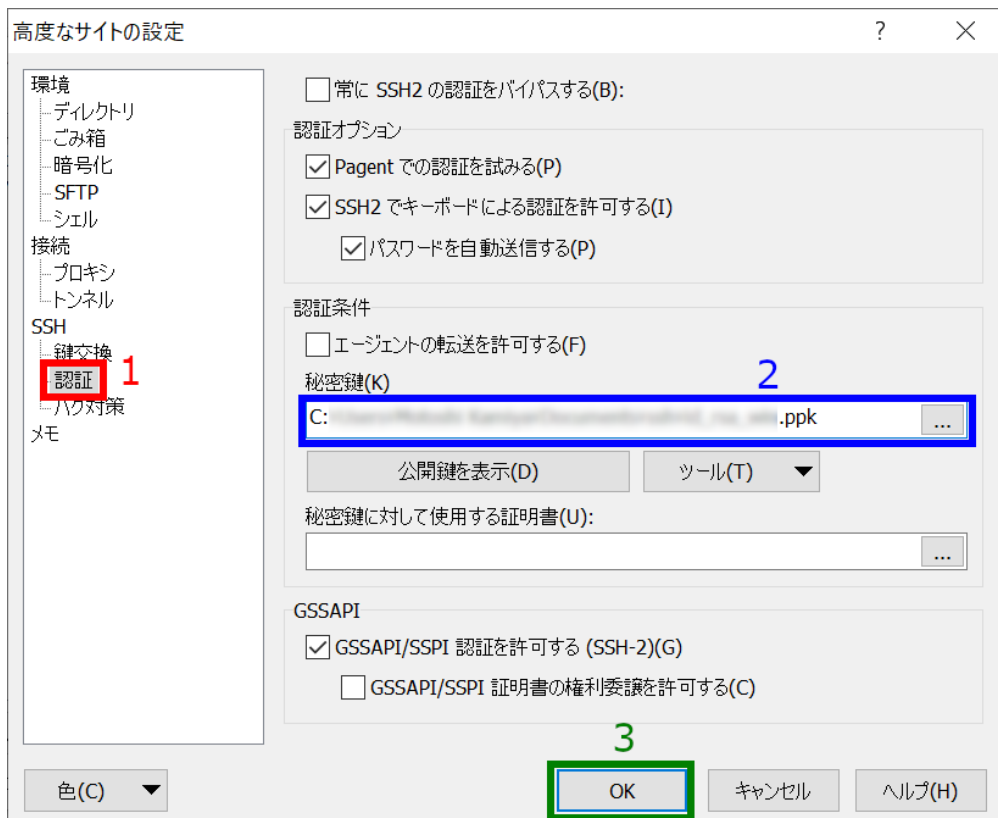 高度なサイトの設定
環境
ディレクトリ
ごみ箱
暗号化
SFTP
シェル
接続
プロキシ
トンネル
SSH
鍵交換
認証 1
バグ対策
メモ
常に SSH2 の認証をバイパスする(B):
認証オプション
Pagent での認証を試みる(P)
SSH2 でキーボードによる認証を許可する(I)
パスワードを自動送信する(P)
認証条件
エージェントの転送を許可する(F)
秘密鍵(K) 2
C: .ppk ...
公開鍵を表示(D) ツール(T)
秘密鍵に対して使用する証明書(U):
...
GSSAPI
GSSAPI/SSPI 認証を許可する (SSH-2)(G)
GSSAPI/SSPI 証明書の権利委譲を許可する(C)
3
色(C) OK キャンセル ヘルプ(H)